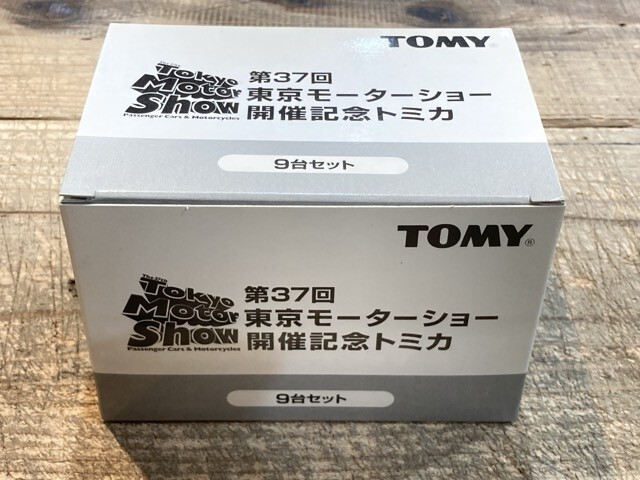 TOMY
Tokyo
Motor
Show
Passenger Cars & Motorcycles
第37回
東京モーターショー
開催記念トミカ
9台セット
TOMY®
The 37th
Tokyo
Motor
Show
Passenger Cars & Motorcycles
第37回
東京モーターショー
開催記念トミカ
9台セット